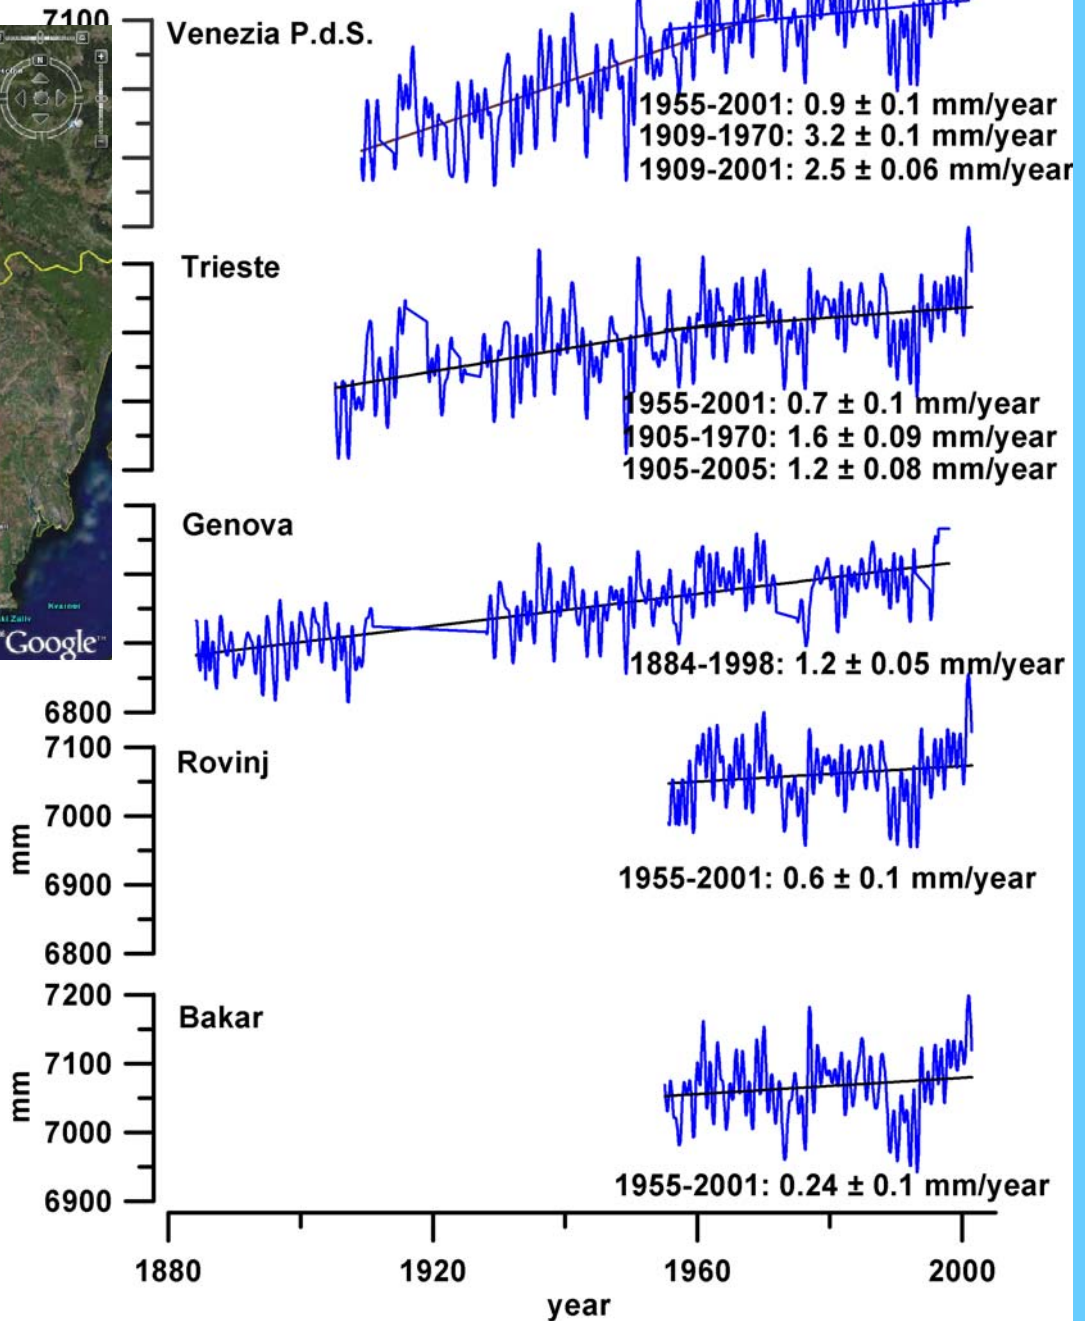 7100
Venezia P.d.S.
1955-2001: 0.9 ± 0.1 mm/year
1909-1970: 3.2 ± 0.1 mm/year
1909-2001: 2.5 ± 0.06 mm/year
N
Trieste
1955-2001: 0.7 ± 0.1 mm/year
1905-1970: 1.6 ± 0.09 mm/year
1905-2005: 1.2 ± 0.08 mm/year
Genova
Google™
1884-1998: 1.2 ± 0.05 mm/year
6800
7100
Rovinj
7000
mm
6900
1955-2001: 0.6 ± 0.1 mm/year
6800
7200
Bakar
7100
mm
7000
6900
1955-2001: 0.24 ± 0.1 mm/year
1880 1920 1960 2000
year